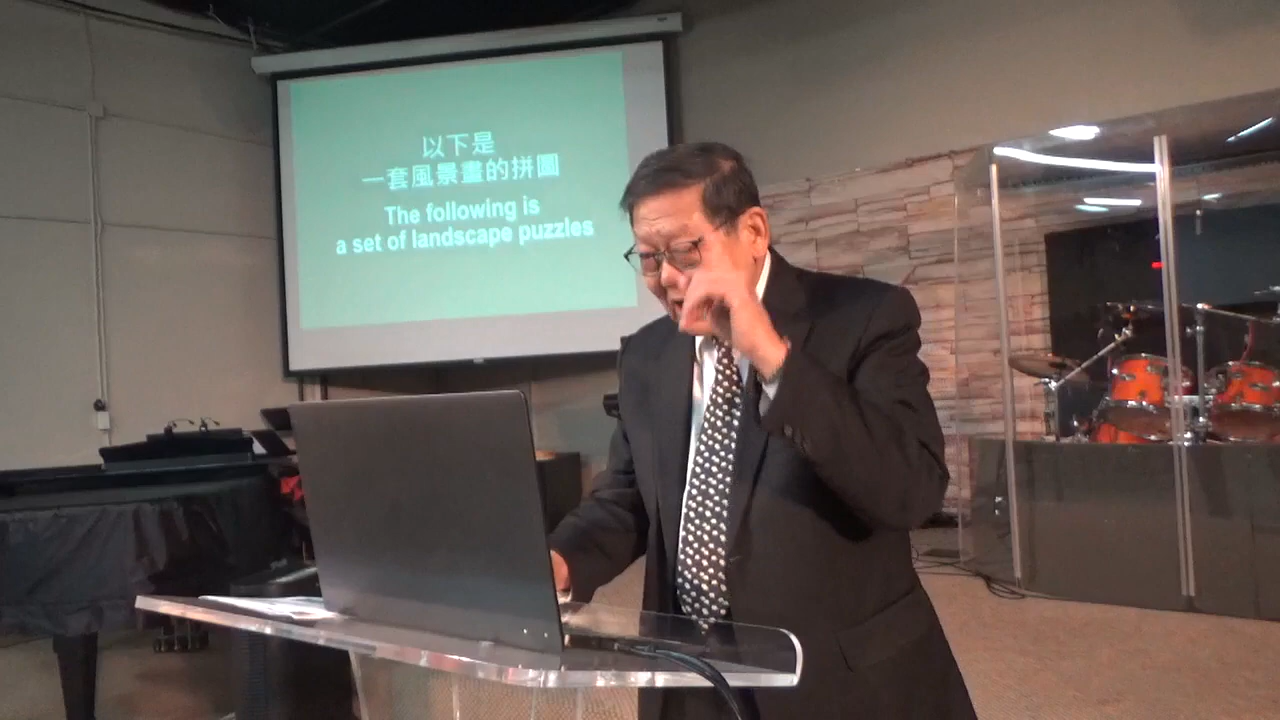 以下是
一套風景畫的拼圖
The following is
a set of landscape puzzles